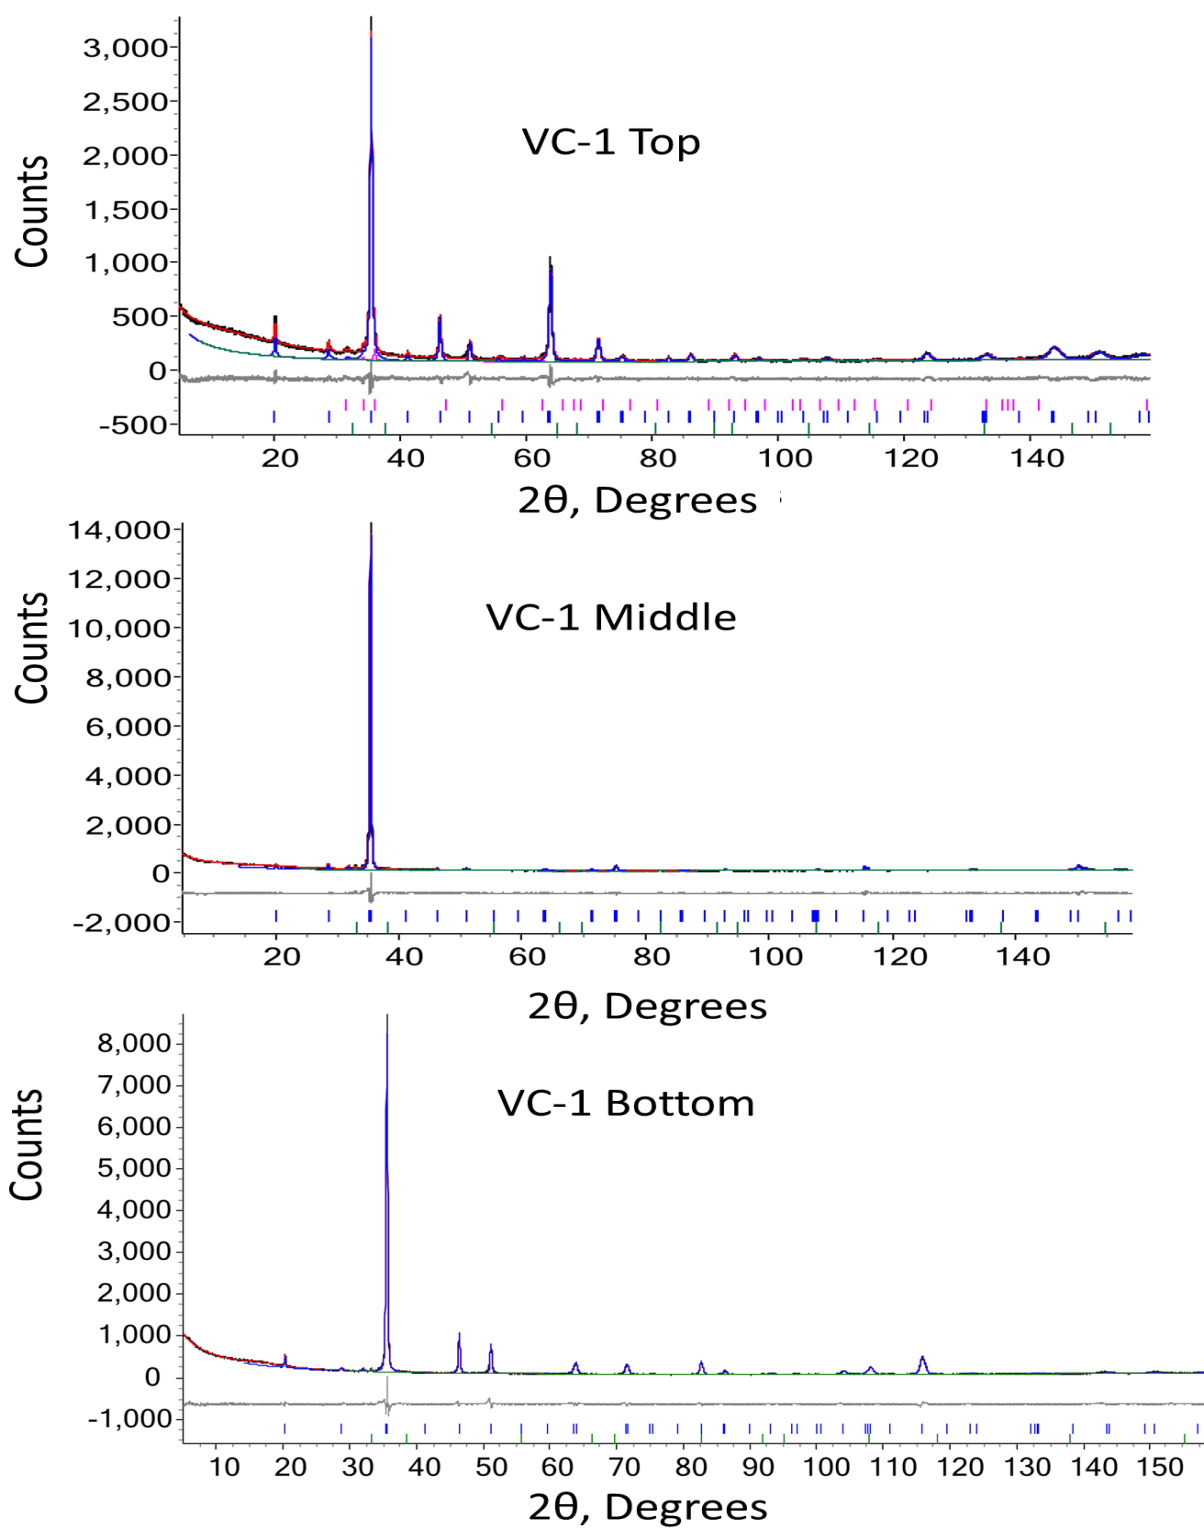 3,000
2,500
2,000
1,500
1,000
500
0
-500
Counts
VC-1 Top
20 40 60 80 100 120 140
2θ, Degrees
14,000
12,000
10,000
8,000
6,000
4,000
2,000
0
-2,000
Counts
VC-1 Middle
20 40 60 80 100 120 140
2θ, Degrees
8,000
7,000
6,000
5,000
4,000
3,000
2,000
1,000
0
-1,000
Counts
VC-1 Bottom
10 20 30 40 50 60 70 80 90 100 110 120 130 140 150
2θ, Degrees